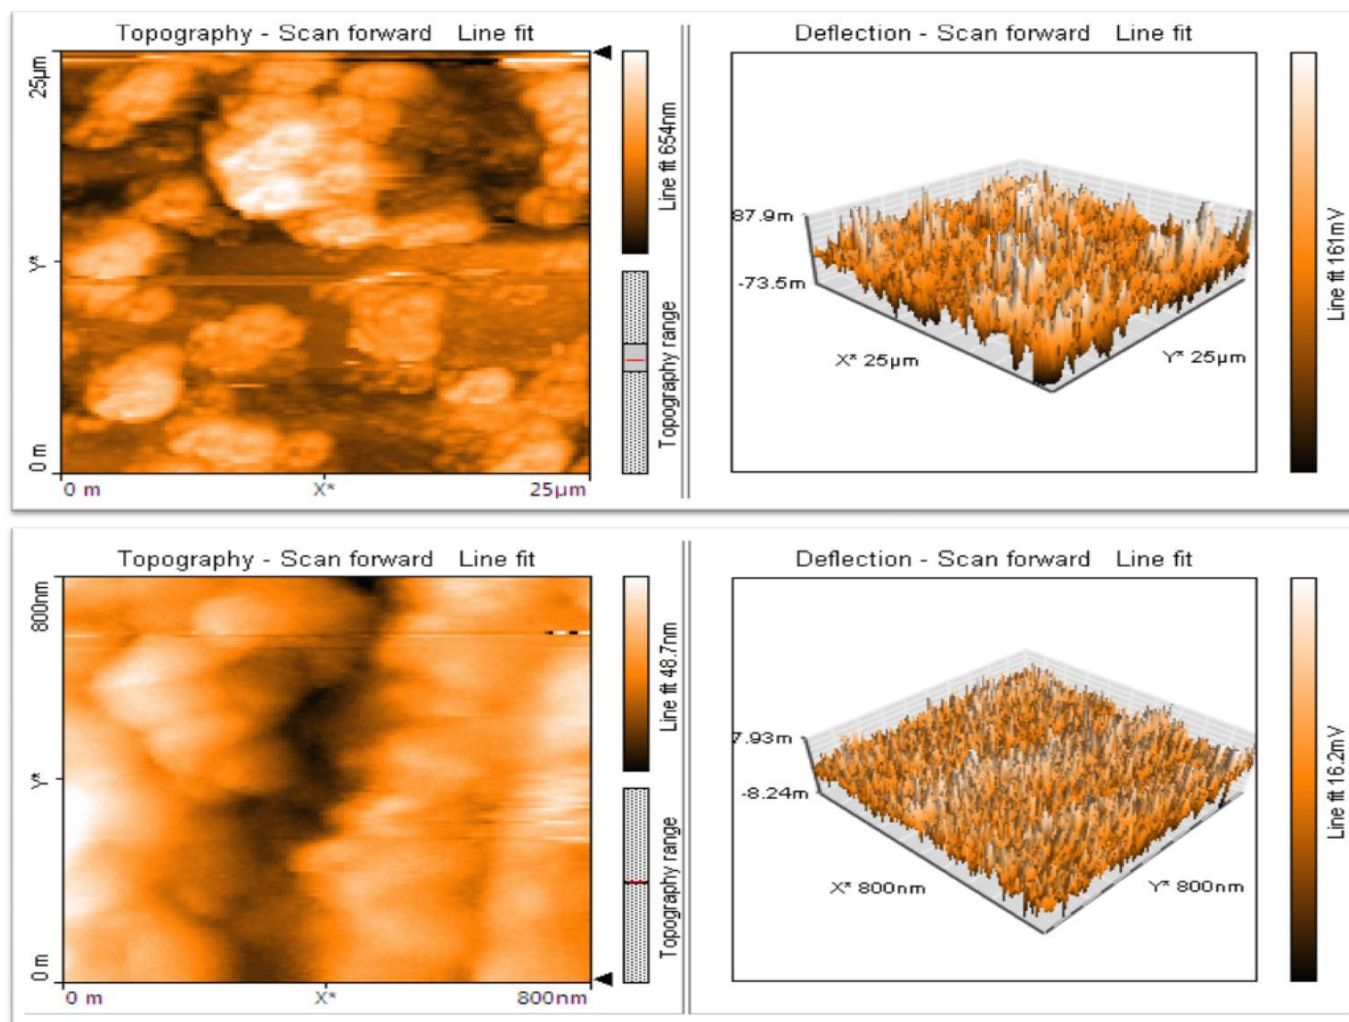 Topography - Scan forward Line fit
25µm
Y*
0 m
0 m
X*
25µm
Line fit 654nm
Topography range
Deflection - Scan forward Line fit
87.9m
-73.5m
X* 25µm
Y* 25µm
Line fit 161mV
Topography - Scan forward Line fit
800nm
Y*
0 m
0 m
X*
800nm
Line fit 48.7nm
Topography range
Deflection - Scan forward Line fit
7.93m
-8.24m
X* 800nm
Y* 800nm
Line fit 16.2mV